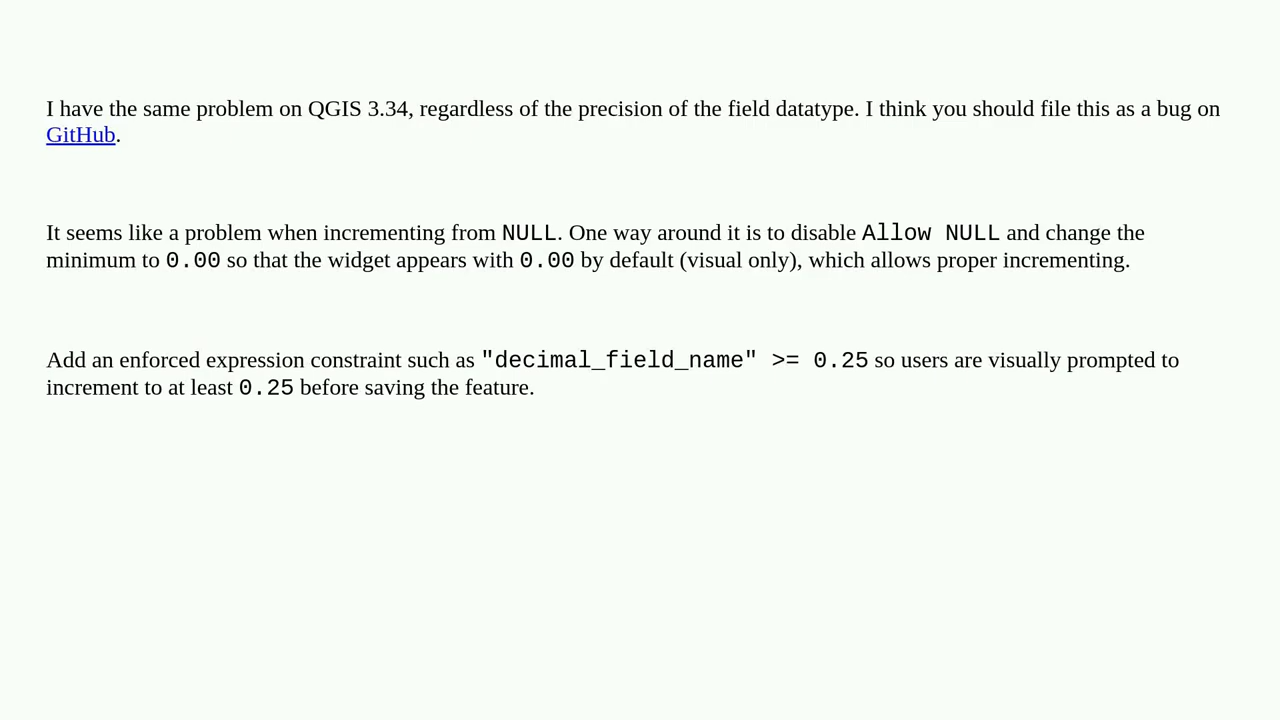 I have the same problem on QGIS 3.34, regardless of the precision of the field datatype. I think you should file this as a bug on
GitHub.
It seems like a problem when incrementing from NULL. One way around it is to disable Allow NULL and change the
minimum to 0.00 so that the widget appears with 0.00 by default (visual only), which allows proper incrementing.
Add an enforced expression constraint such as "decimal_field_name" >= 0.25 so users are visually prompted to
increment to at least 0.25 before saving the feature.